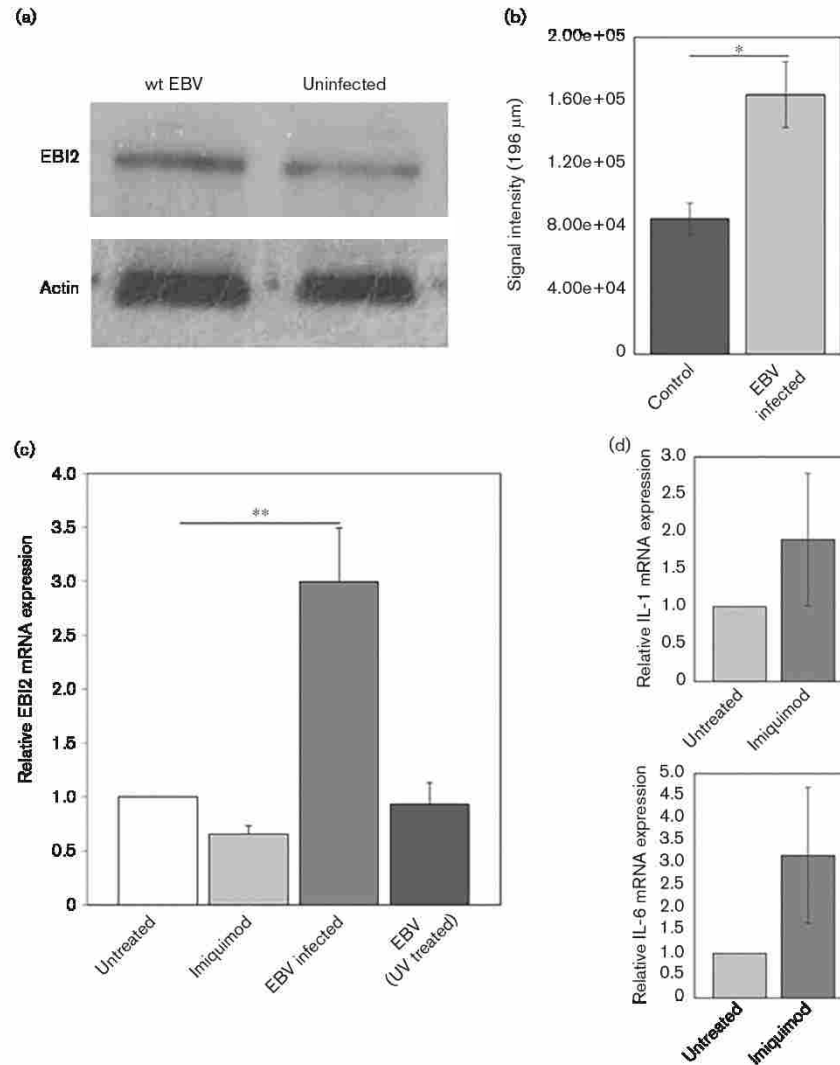 (a)
wt EBV Uninfected
EBI2
Actin
(b)
Signal intensity (196 μm)
2.00e+05
1.60e+05
1.20e+05
8.00e+04
4.00e+04
0
*
Control
EBV
infected
(c)
Relative EBI2 mRNA expression
4.0
3.5
3.0
2.5
2.0
1.5
1.0
0.5
0
**
Untreated
Imiquimod
EBV infected
EBV
(UV treated)
(d)
Relative IL-1 mRNA expression
3.0
2.5
2.0
1.5
1.0
0.5
0
Untreated
Imiquimod
Relative IL-6 mRNA expression
5.0
4.5
4.0
3.5
3.0
2.5
2.0
1.0
0.5
0
Untreated
Imiquimod